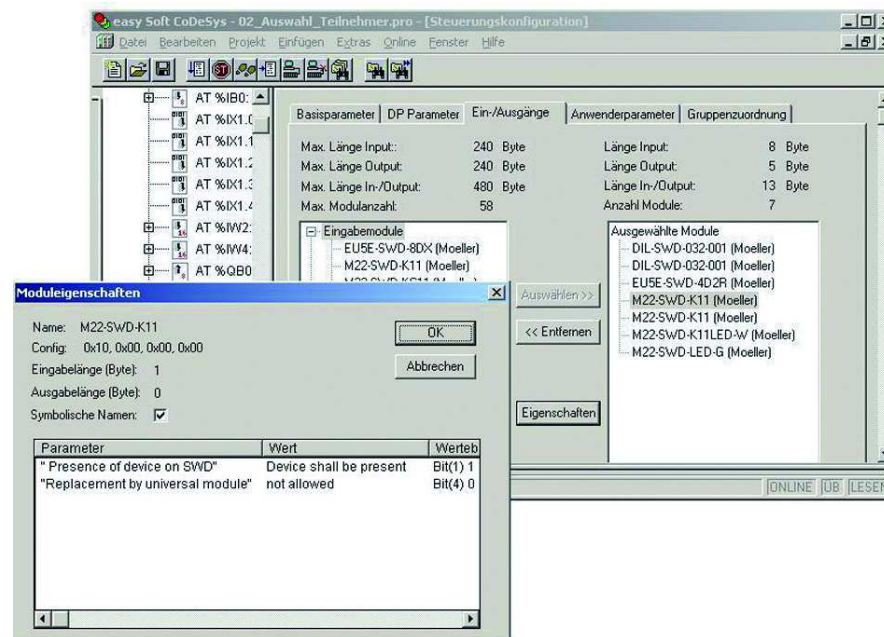 easy Soft CoDeSys - 02_Auswahl_Teilnehmer.pro - [Steuerungskonfiguration]
Datei Bearbeiten Projekt Einfügen Extras Online Fenster Hilfe
AT %IB0:
AT %IX1.0
AT %IX1.1
AT %IX1.2
AT %IX1.3
AT %IX1.4
AT %IW2:
AT %IW4:
AT %QB0
Basisparameter DP Parameter Ein-/Ausgänge Anwenderparameter Gruppenzuordnung
Max. Länge Input:: 240 Byte Länge Input: 8 Byte
Max. Länge Output: 240 Byte Länge Output: 5 Byte
Max. Länge In-/Output: 480 Byte Länge In-/Output: 13 Byte
Max. Modulanzahl: 58 Anzahl Module: 7
Eingabemodule
EU5E-SWD-8DX (Moeller)
M22-SWD-K11 (Moeller)
Auswählen >>
<< Entfernen
Eigenschaften
Ausgewählte Module
DIL-SWD-032-001 (Moeller)
DIL-SWD-032-001 (Moeller)
EU5E-SWD-4D2R (Moeller)
M22-SWD-K11 (Moeller)
M22-SWD-K11 (Moeller)
M22-SWD-K11LED-W (Moeller)
M22-SWD-LED-G (Moeller)
ONLINE ÜB LESEN
Moduleigenschaften
Name: M22-SWD-K11
Config: 0x10, 0x00, 0x00, 0x00
Eingabelänge (Byte): 1
Ausgabelänge (Byte): 0
Symbolische Namen:
OK
Abbrechen
Parameter Wert Werteb
" Presence of device on SWD" Device shall be present Bit(1) 1
"Replacement by universal module" not allowed Bit(4) 0